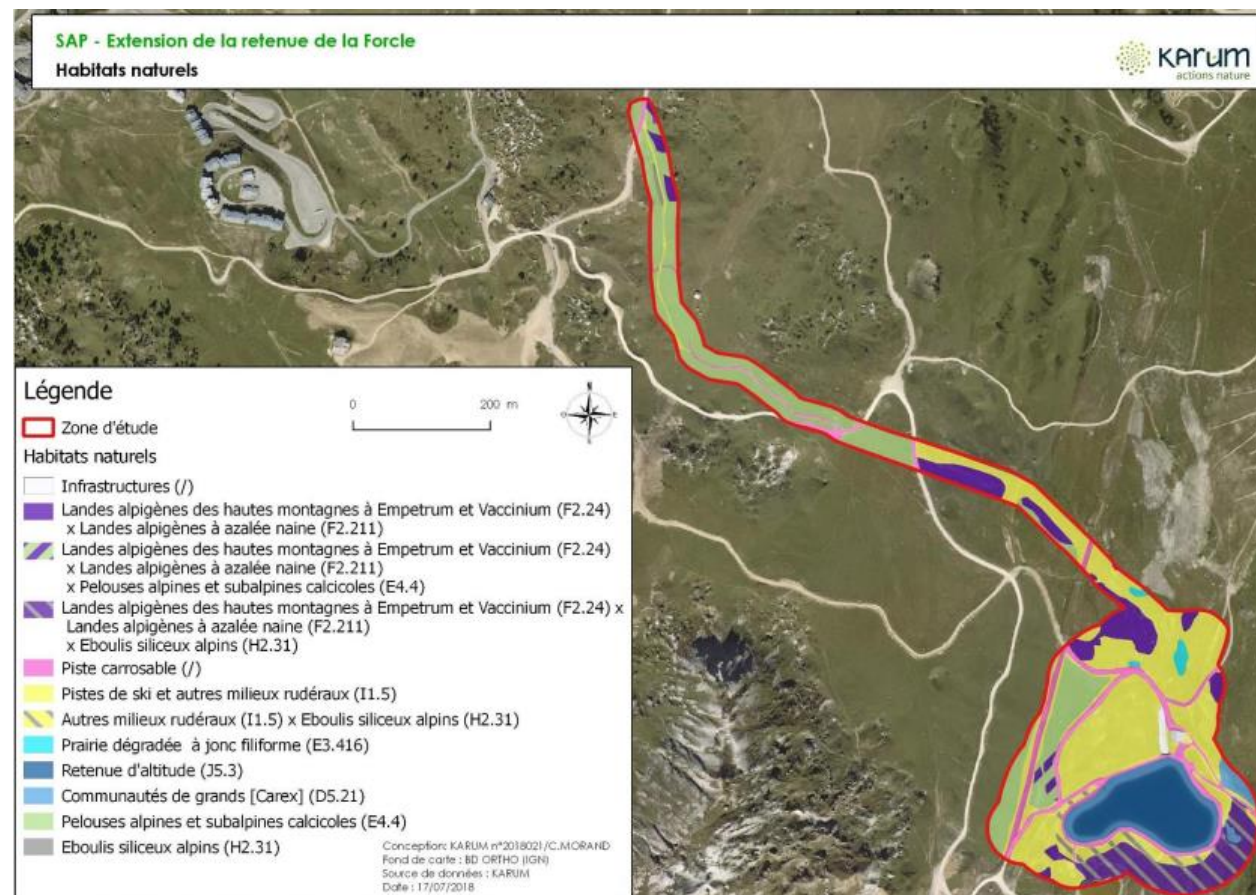 SAP - Extension de la retenue de la Forcle
Habitats naturels
KARUM
actions nature
Légende
0 200 m
N
O E
S
Zone d'étude
Habitats naturels
Infrastructures (/)
Landes alpigènes des hautes montagnes à Empetrum et Vaccinium (F2.24)
x Landes alpigènes à azalée naine (F2.211)
Landes alpigènes des hautes montagnes à Empetrum et Vaccinium (F2.24)
x Landes alpigènes à azalée naine (F2.211)
x Pelouses alpines et subalpines calcicoles (E4.4)
Landes alpigènes des hautes montagnes à Empetrum et Vaccinium (F2.24) x
Landes alpigènes à azalée naine (F2.211)
x Eboulis siliceux alpins (H2.31)
Piste carrosable (/)
Pistes de ski et autres milieux rudéraux (I1.5)
Autres milieux rudéraux (I1.5) x Eboulis siliceux alpins (H2.31)
Prairie dégradée à jonc filiforme (E3.416)
Retenue d'altitude (J5.3)
Communautés de grands [Carex] (D5.21)
Pelouses alpines et subalpines calcicoles (E4.4)
Eboulis siliceux alpins (H2.31)
Conception: KARUM n°2018021/C.MORAND
Fond de carte : BD ORTHO (IGN)
Source de données : KARUM
Date : 17/07/2018